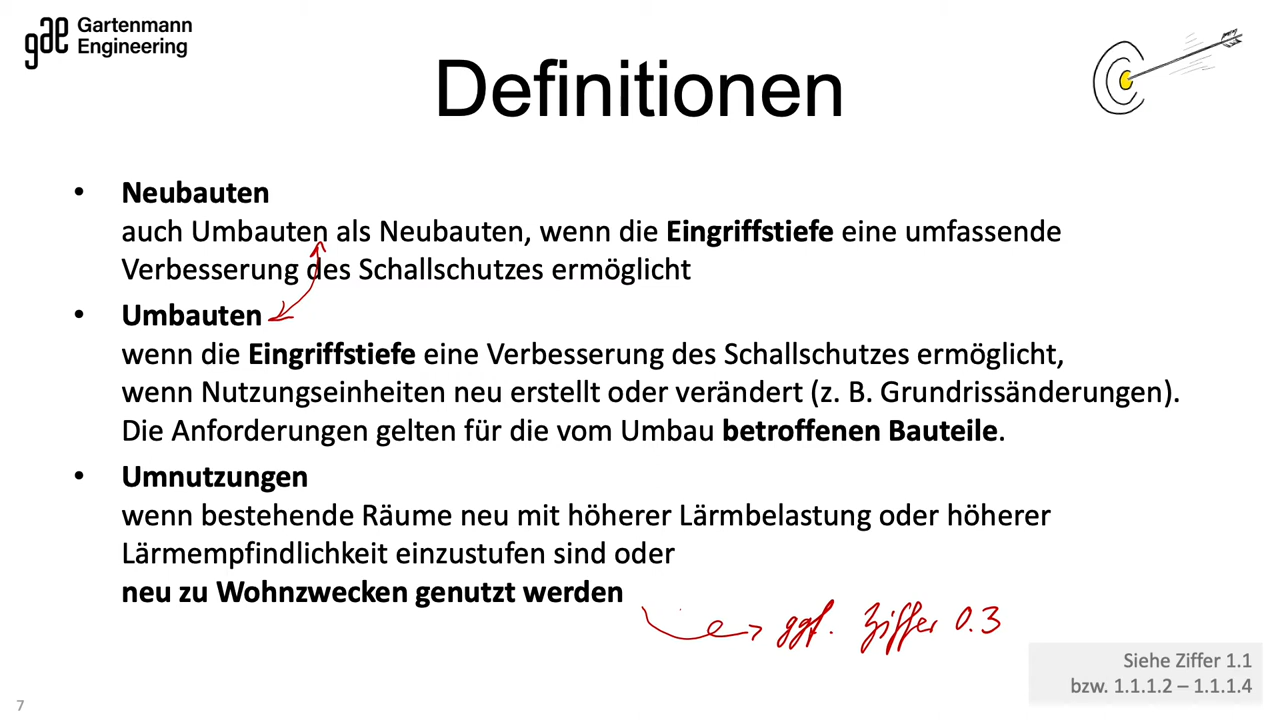 gae Gartenmann
Engineering
Definitionen
• Neubauten
auch Umbauten als Neubauten, wenn die Eingriffstiefe eine umfassende
Verbesserung des Schallschutzes ermöglicht
• Umbauten
wenn die Eingriffstiefe eine Verbesserung des Schallschutzes ermöglicht,
wenn Nutzungseinheiten neu erstellt oder verändert (z. B. Grundrissänderungen).
Die Anforderungen gelten für die vom Umbau betroffenen Bauteile.
• Umnutzungen
wenn bestehende Räume neu mit höherer Lärmbelastung oder höherer
Lärmempfindlichkeit einzustufen sind oder
neu zu Wohnzwecken genutzt werden
ggf. Ziffer 0.3
Siehe Ziffer 1.1
bzw. 1.1.1.2 – 1.1.1.4
7